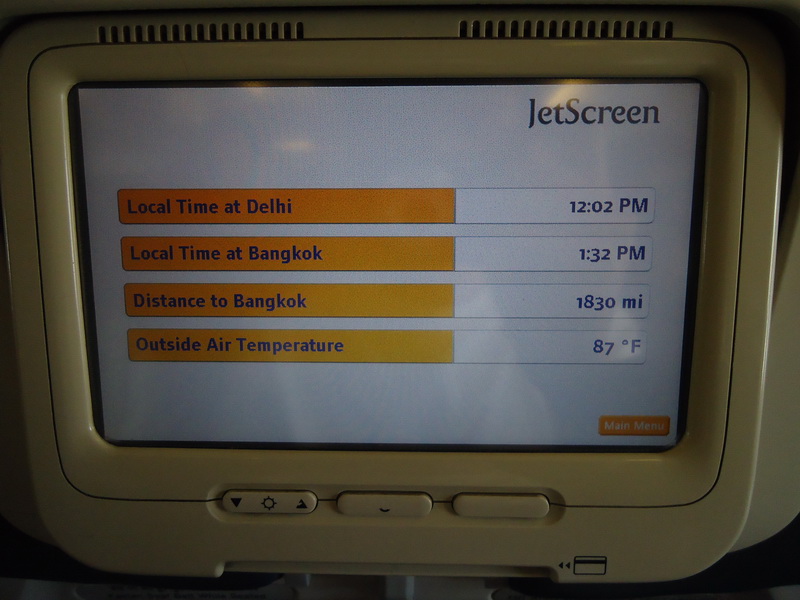 JetScreen
Local Time at Delhi 12:02 PM
Local Time at Bangkok 1:32 PM
Distance to Bangkok 1830 mi
Outside Air Temperature 87 °F
Main Menu